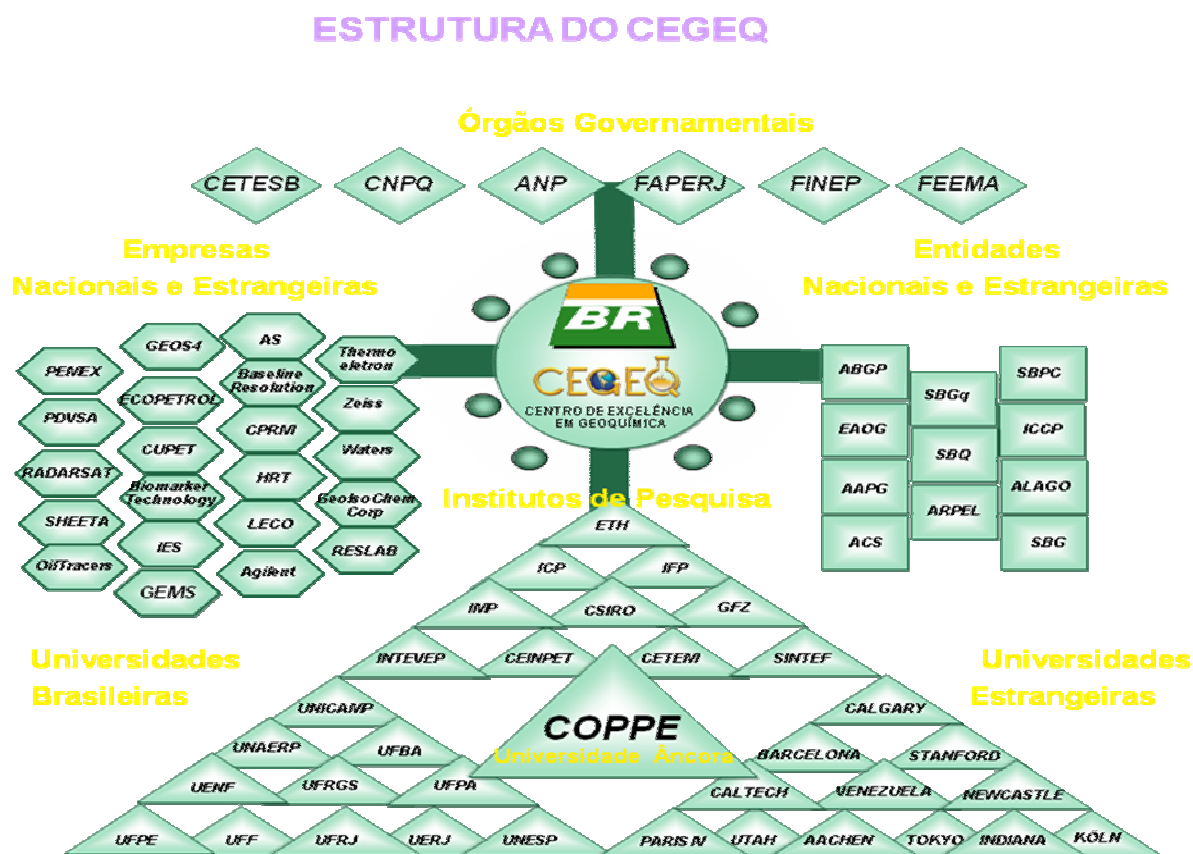 ESTRUTURA DO CEGEQ
Órgãos Governamentais
CETESB
CNPQ
ANP
FAPERJ
FINEP
FEEMA
Empresas
Nacionais e Estrangeiras
Entidades
Nacionais e Estrangeiras
BR
CEGEQ
CENTRO DE EXCELÊNCIA
EM GEOQUÍMICA
PEMEX
PDVSA
RADARSAT
SHEETA
OilTracers
GEOS4
ECOPETROL
CUPET
Biomarker
Technology
IES
GEMS
AS
Baseline
Resolution
CPRM
HRT
LECO
Agilent
Thermo
eletron
Zeiss
Waters
GeoIsoChem
Corp
RESLAB
ABGP
EAOG
AAPG
ACS
SBGq
SBQ
ARPEL
SBPC
ICCP
ALAGO
SBG
Institutos de Pesquisa
ETH
ICP
IFP
IMP
CSIRO
GFZ
INTEVEP
CEINPET
CETEM
SINTEF
Universidades
Brasileiras
Universidades
Estrangeiras
COPPE
Universidade Âncora
UNICAMP
UNAERP
UFBA
UENF
UFRGS
UFPA
UFPE
UFF
UFRJ
UERJ
UNESP
CALGARY
BARCELONA
STANFORD
CALTECH
VENEZUELA
NEWCASTLE
PARIS IV
UTAH
AACHEN
TOKYO
INDIANA
KÖLN